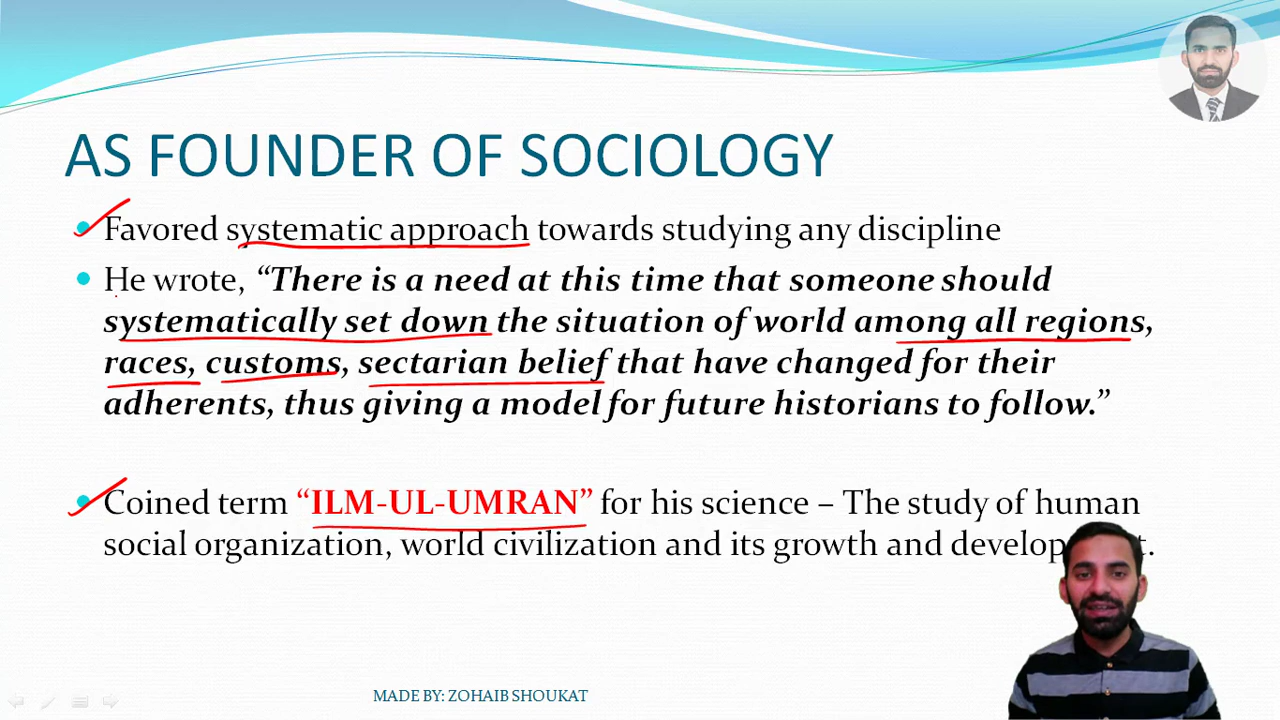 AS FOUNDER OF SOCIOLOGY
Favored systematic approach towards studying any discipline
He wrote, “There is a need at this time that someone should
systematically set down the situation of world among all regions,
races, customs, sectarian belief that have changed for their
adherents, thus giving a model for future historians to follow.”
Coined term “ILM-UL-UMRAN” for his science – The study of human
social organization, world civilization and its growth and
MADE BY: ZOHAIB SHOUKAT